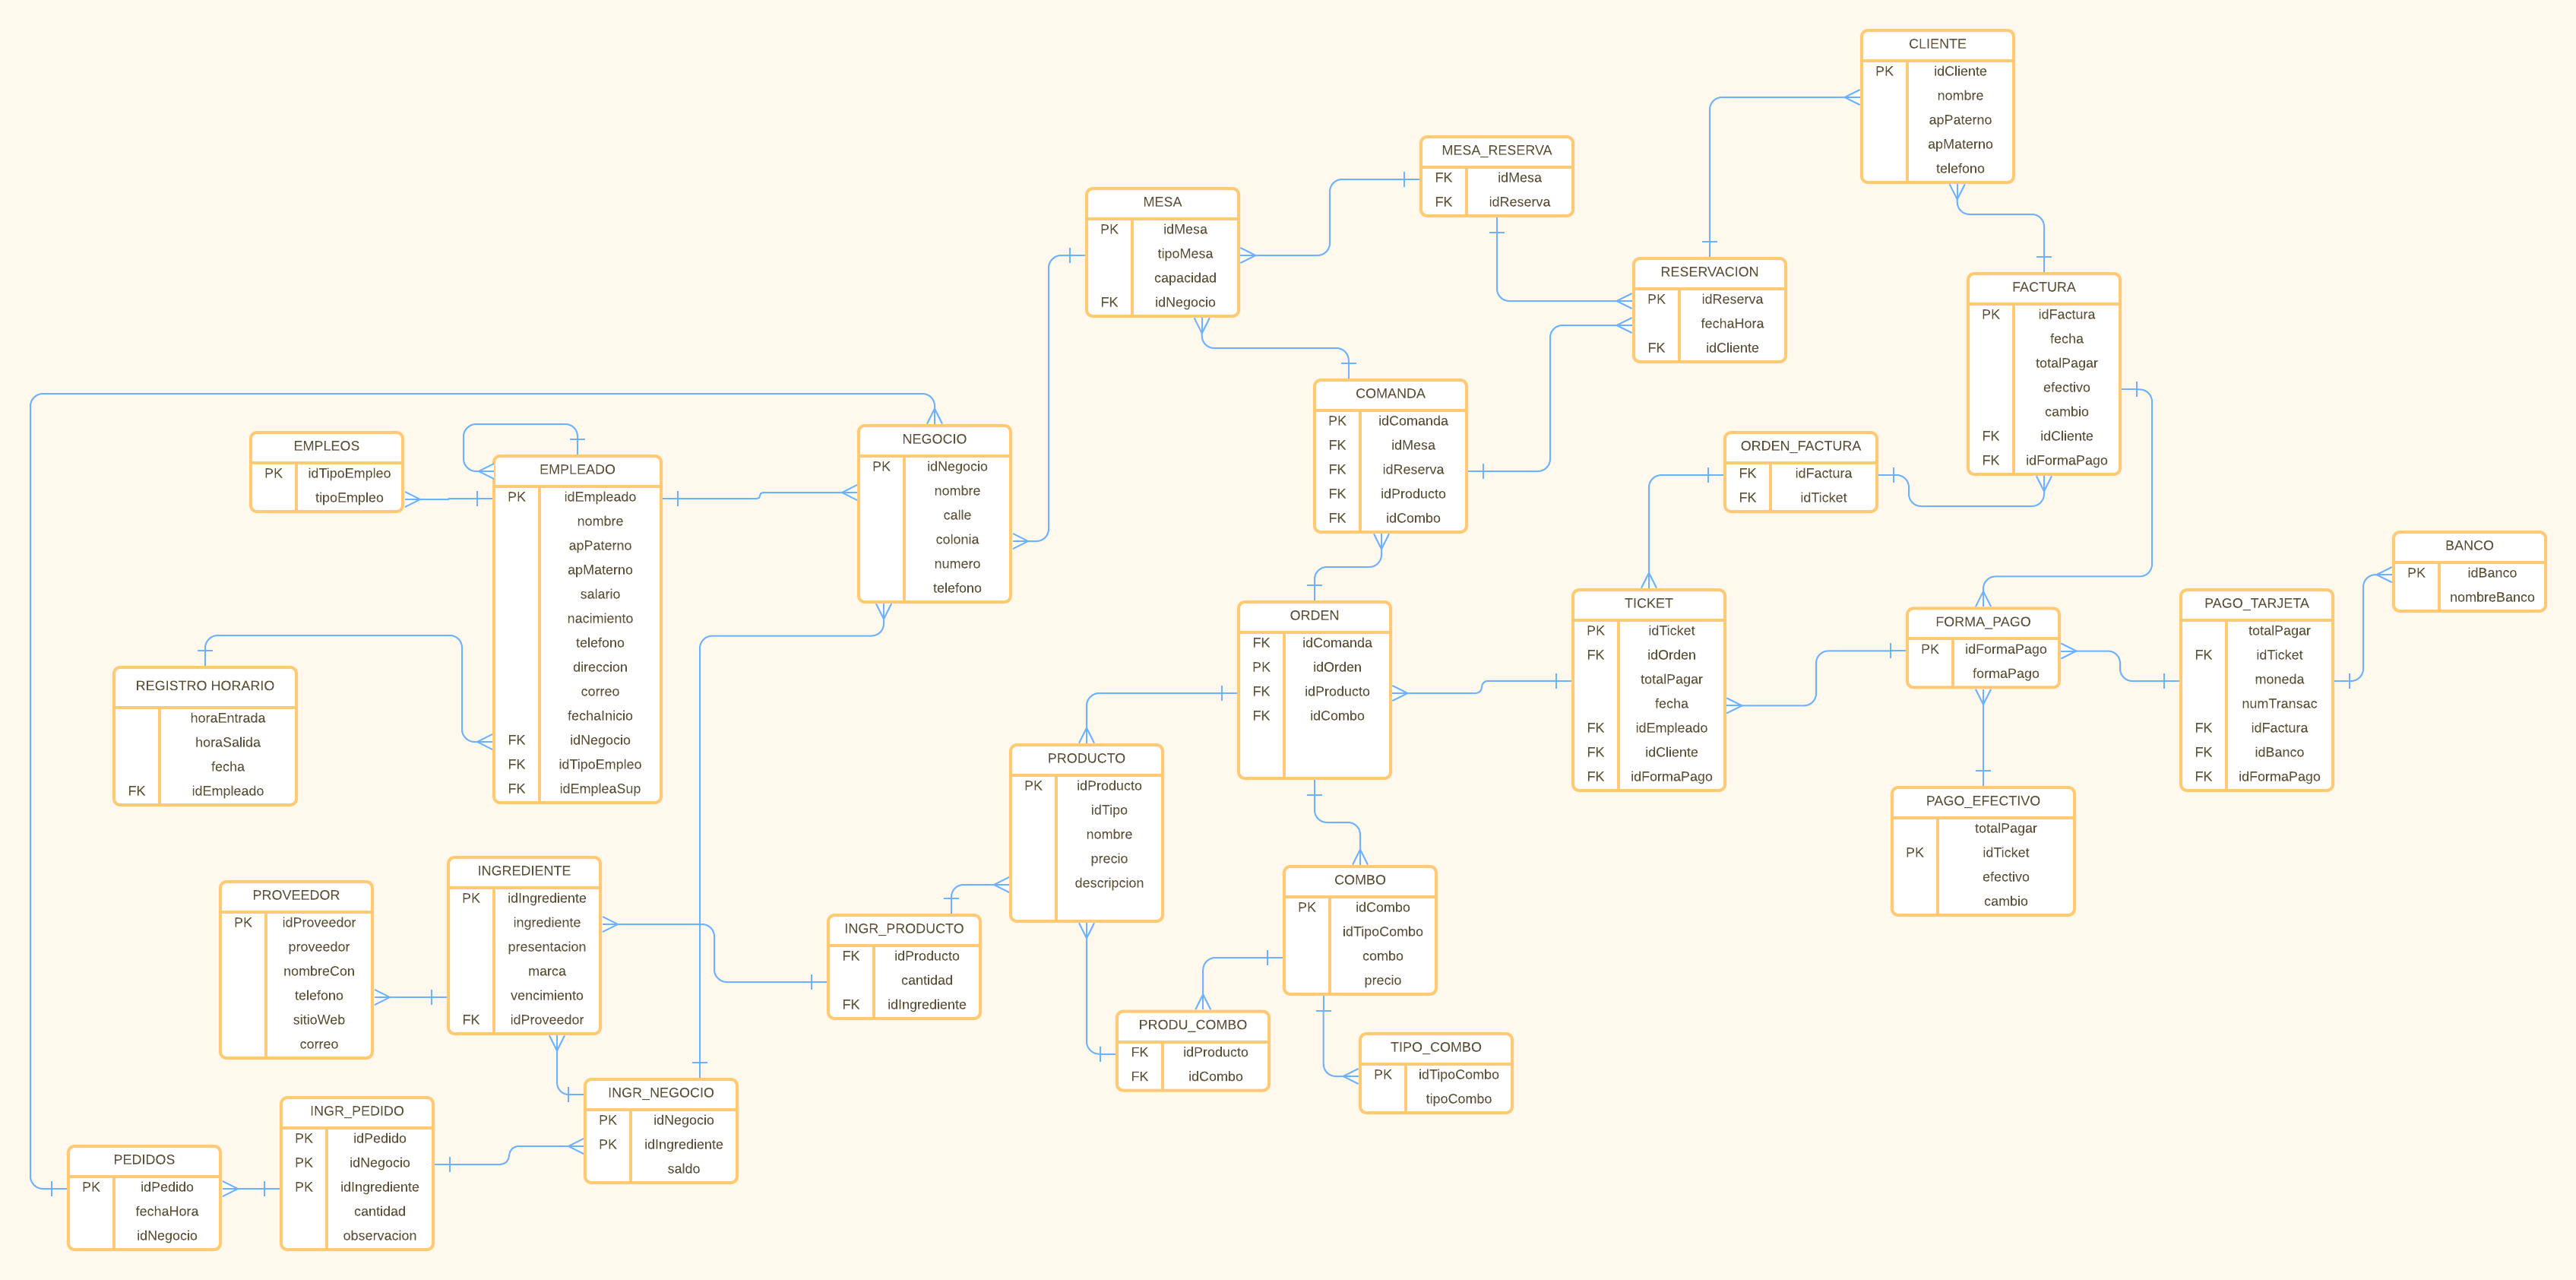 CLIENTE
PK idCliente
nombre
apPaterno
apMaterno
telefono
MESA_RESERVA
FK idMesa
FK idReserva
MESA
PK idMesa
tipoMesa
capacidad
FK idNegocio
RESERVACION
PK idReserva
fechaHora
FK idCliente
FACTURA
PK idFactura
fecha
totalPagar
efectivo
cambio
FK idCliente
FK idFormaPago
COMANDA
PK idComanda
FK idMesa
FK idReserva
FK idProducto
FK idCombo
ORDEN_FACTURA
FK idFactura
FK idTicket
EMPLEOS
PK idTipoEmpleo
tipoEmpleo
EMPLEADO
PK idEmpleado
nombre
apPaterno
apMaterno
salario
nacimiento
telefono
direccion
correo
fechaInicio
FK idNegocio
FK idTipoEmpleo
FK idEmpleaSup
NEGOCIO
PK idNegocio
nombre
calle
colonia
numero
telefono
BANCO
PK idBanco
nombreBanco
ORDEN
FK idComanda
PK idOrden
FK idProducto
FK idCombo
TICKET
PK idTicket
FK idOrden
totalPagar
fecha
FK idEmpleado
FK idCliente
FK idFormaPago
FORMA_PAGO
PK idFormaPago
formaPago
PAGO_TARJETA
totalPagar
FK idTicket
moneda
numTransac
FK idFactura
FK idBanco
FK idFormaPago
REGISTRO HORARIO
horaEntrada
horaSalida
fecha
FK idEmpleado
PRODUCTO
PK idProducto
idTipo
nombre
precio
descripcion
PAGO_EFECTIVO
totalPagar
PK idTicket
efectivo
cambio
PROVEEDOR
PK idProveedor
proveedor
nombreCon
telefono
sitioWeb
correo
INGREDIENTE
PK idIngrediente
ingrediente
presentacion
marca
vencimiento
FK idProveedor
INGR_PRODUCTO
FK idProducto
cantidad
FK idIngrediente
COMBO
PK idCombo
idTipoCombo
combo
precio
PRODU_COMBO
FK idProducto
FK idCombo
TIPO_COMBO
PK idTipoCombo
tipoCombo
INGR_NEGOCIO
PK idNegocio
PK idIngrediente
saldo
INGR_PEDIDO
PK idPedido
PK idNegocio
PK idIngrediente
cantidad
observacion
PEDIDOS
PK idPedido
fechaHora
idNegocio